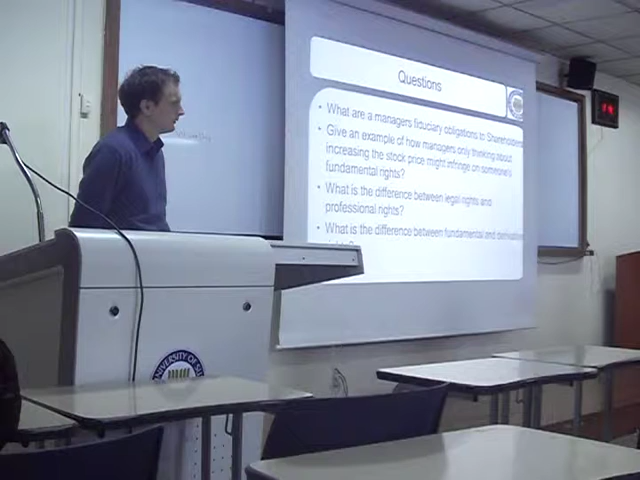 Questions
• What are a managers fiduciary obligations to Shareholders
• Give an example of how managers only thinking about
increasing the stock price might infringe on someone's
fundamental rights?
• What is the difference between legal rights and
professional rights?
• What is the difference between fundamental and
UNIVERSITY OF